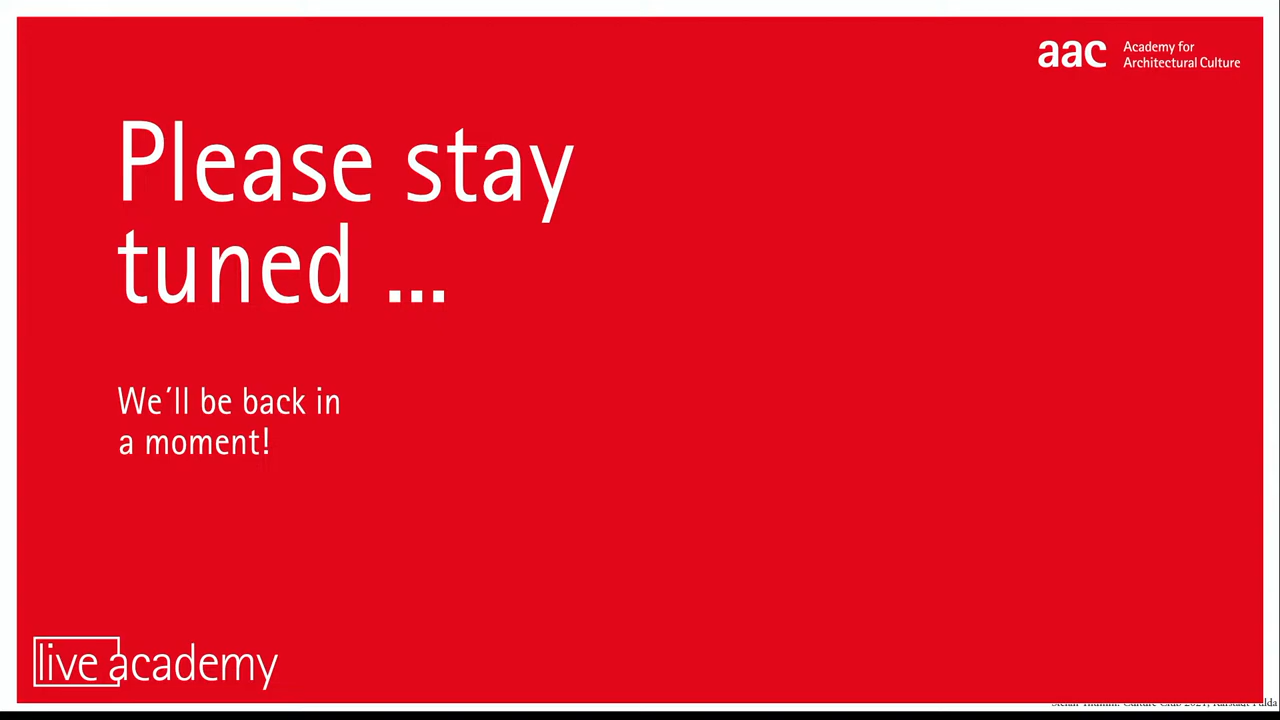 aac
Academy for
Architectural Culture
Please stay
tuned ...
We´ll be back in
a moment!
live academy